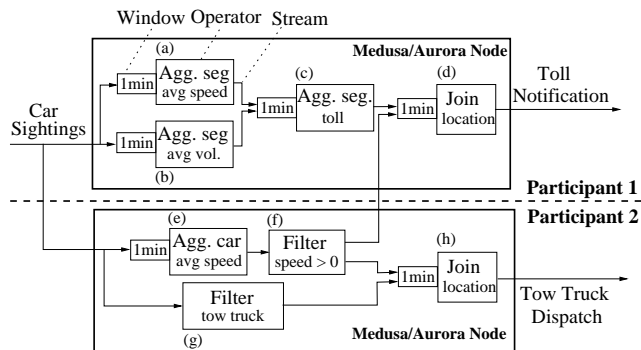 Window Operator Stream
Medusa/Aurora Node
(a)
1min
Agg. seg
avg speed
(c)
1min
Agg. seg.
toll
(d)
1min
Join
location
Toll
Notification
Car
Sightings
1min
Agg. seg
avg vol.
(b)
Participant 1
Participant 2
(e)
1min
Agg. car
avg speed
(f)
Filter
speed > 0
(h)
1min
Join
location
Filter
tow truck
(g)
Tow Truck
Dispatch
Medusa/Aurora Node